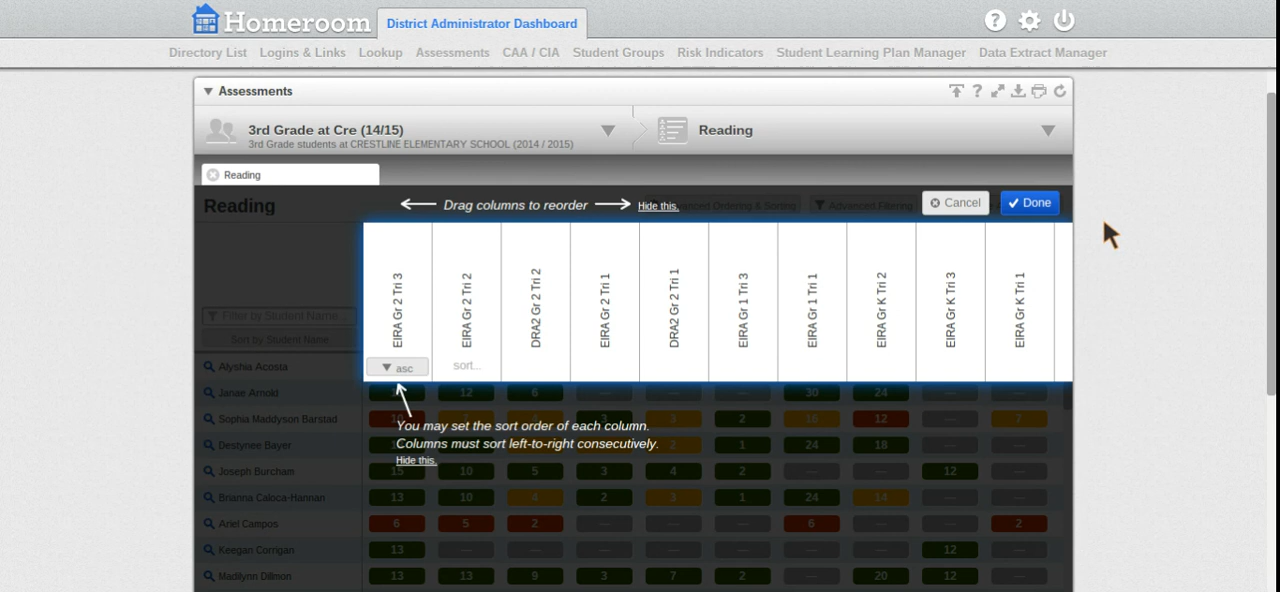 Homeroom
District Administrator Dashboard
Directory List Logins & Links Lookup Assessments CAA / CIA Student Groups Risk Indicators Student Learning Plan Manager Data Extract Manager
Assessments
3rd Grade at Cre (14/15)
3rd Grade students at CRESTLINE ELEMENTARY SCHOOL (2014 / 2015)
Reading
Reading
Reading
Drag columns to reorder
Hide this.
Ordering & Sorting
Advanced Filtering
Cancel
Done
EIRA Gr 2 Tri 3
EIRA Gr 2 Tri 2
DRA2 Gr 2 Tri 2
EIRA Gr 2 Tri 1
DRA2 Gr 2 Tri 1
EIRA Gr 1 Tri 3
EIRA Gr 1 Tri 1
EIRA Gr K Tri 2
EIRA Gr K Tri 3
EIRA Gr K Tri 1
Filter by Student Name...
Sort by Student Name
asc
sort...
Alyshia Acosta
Janae Arnold 12 6 — — — 30 24 — —
Sophia Maddyson Barstad 10 7 3 3 2 16 12 — 7
You may set the sort order of each column.
Destynee Bayer 2 1 24 18 — —
Columns must sort left-to-right consecutively.
Hide this.
Joseph Burcham 15 10 5 3 4 2 — — 12 —
Brianna Caloca-Hannan 13 10 4 2 3 1 24 14 — —
Ariel Campos 6 5 2 — — — 6 — — 2
Keegan Corrigan 13 — — — — — — — 12 —
Madilynn Dillmon 13 13 9 3 7 2 — 20 12 —